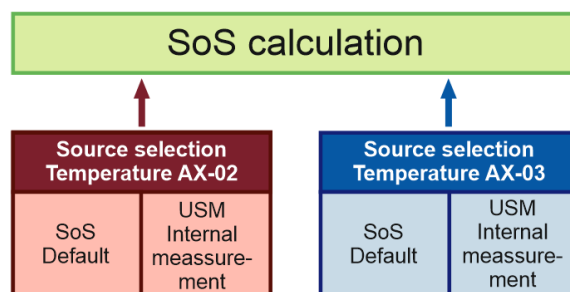 SoS calculation
Source selection
Temperature AX-02
SoS
Default
USM
Internal
meassure-
ment
Source selection
Temperature AX-03
SoS
Default
USM
Internal
meassure-
ment